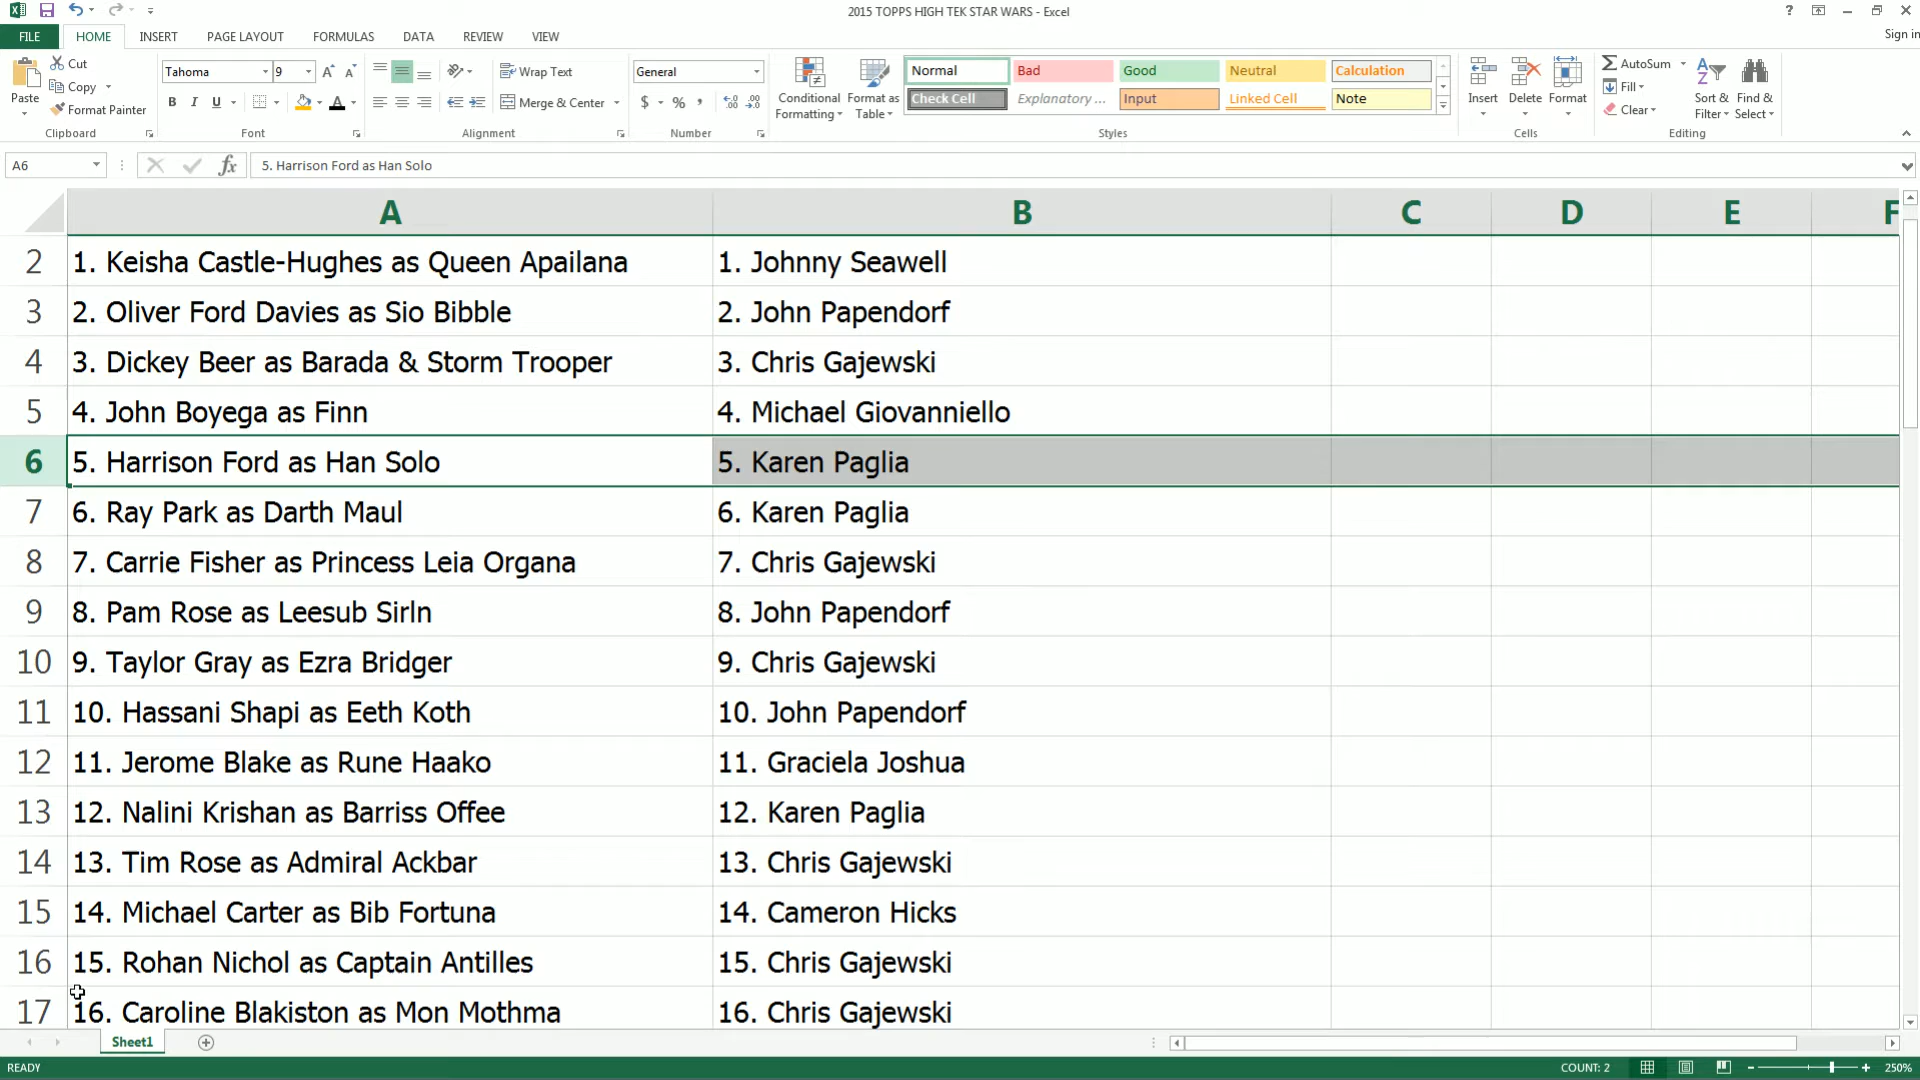 2015 TOPPS HIGH TEK STAR WARS - Excel
?
FILE HOME INSERT PAGE LAYOUT FORMULAS DATA REVIEW VIEW Sign in
Paste
Cut
Copy
Format Painter
Clipboard
Tahoma 9
B I U
Font
Wrap Text
Merge & Center
Alignment
General
$ % ,
Number
Conditional Formatting
Format as Table
Normal Bad Good Neutral Calculation
Check Cell Explanatory ... Input Linked Cell Note
Styles
Insert Delete Format
Cells
AutoSum
Fill
Clear
Sort & Filter
Find & Select
Editing
A6 fx 5. Harrison Ford as Han Solo
A B C D E F
2 1. Keisha Castle-Hughes as Queen Apailana 1. Johnny Seawell
3 2. Oliver Ford Davies as Sio Bibble 2. John Papendorf
4 3. Dickey Beer as Barada & Storm Trooper 3. Chris Gajewski
5 4. John Boyega as Finn 4. Michael Giovanniello
6 5. Harrison Ford as Han Solo 5. Karen Paglia
7 6. Ray Park as Darth Maul 6. Karen Paglia
8 7. Carrie Fisher as Princess Leia Organa 7. Chris Gajewski
9 8. Pam Rose as Leesub Sirln 8. John Papendorf
10 9. Taylor Gray as Ezra Bridger 9. Chris Gajewski
11 10. Hassani Shapi as Eeth Koth 10. John Papendorf
12 11. Jerome Blake as Rune Haako 11. Graciela Joshua
13 12. Nalini Krishan as Barriss Offee 12. Karen Paglia
14 13. Tim Rose as Admiral Ackbar 13. Chris Gajewski
15 14. Michael Carter as Bib Fortuna 14. Cameron Hicks
16 15. Rohan Nichol as Captain Antilles 15. Chris Gajewski
17 16. Caroline Blakiston as Mon Mothma 16. Chris Gajewski
Sheet1
READY COUNT: 2 250%